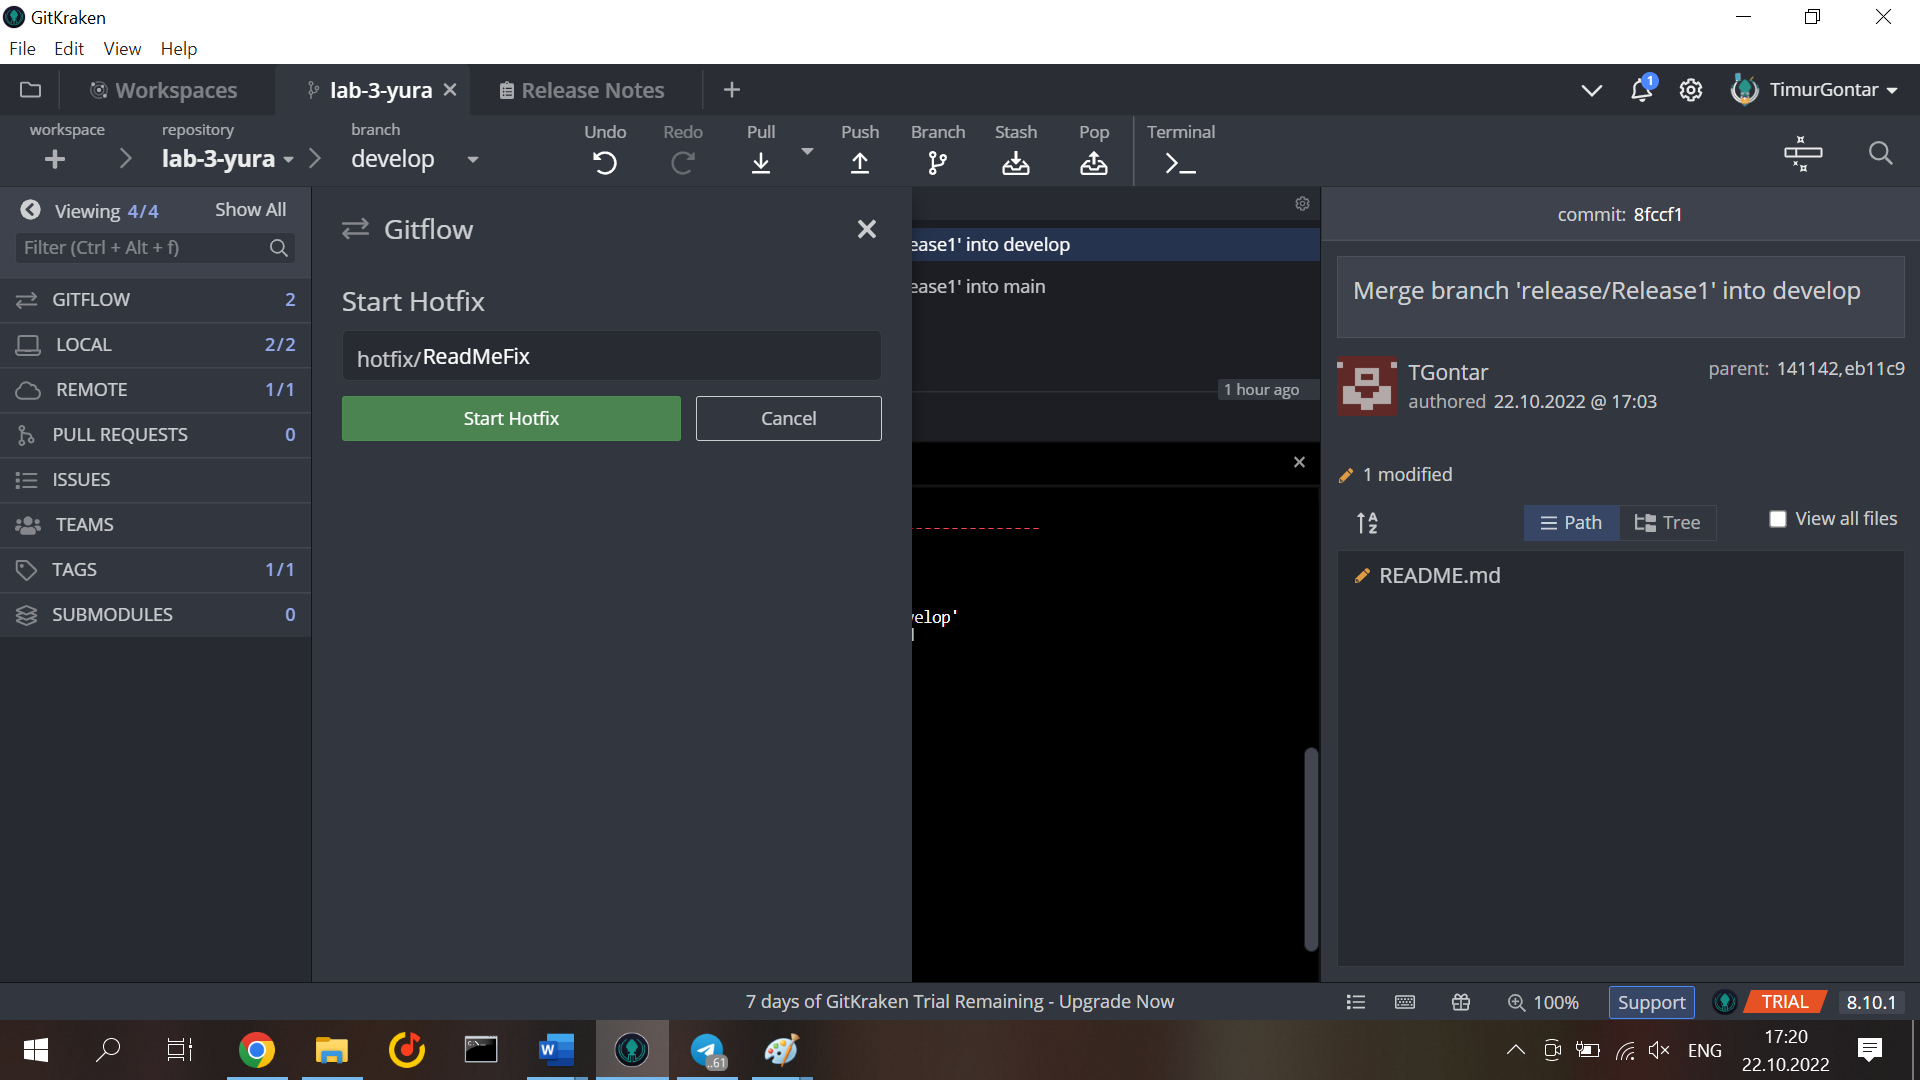 GitKraken
File Edit View Help
Workspaces
lab-3-yura
Release Notes
1
TimurGontar
workspace
repository
lab-3-yura
branch
develop
Undo
Redo
Pull
Push
Branch
Stash
Pop
Terminal
Viewing 4/4
Show All
Filter (Ctrl + Alt + f)
GITFLOW 2
LOCAL 2/2
REMOTE 1/1
PULL REQUESTS 0
ISSUES
TEAMS
TAGS 1/1
SUBMODULES 0
Gitflow
Start Hotfix
hotfix/ReadMeFix
Start Hotfix
Cancel
ease1' into develop
ease1' into main
1 hour ago
velop'
commit: 8fccf1
Merge branch 'release/Release1' into develop
TGontar
authored 22.10.2022 @ 17:03
parent: 141142,eb11c9
1 modified
A
Z
Path
Tree
View all files
README.md
7 days of GitKraken Trial Remaining - Upgrade Now
100%
Support
TRIAL
8.10.1
W
..61
ENG
17:20
22.10.2022